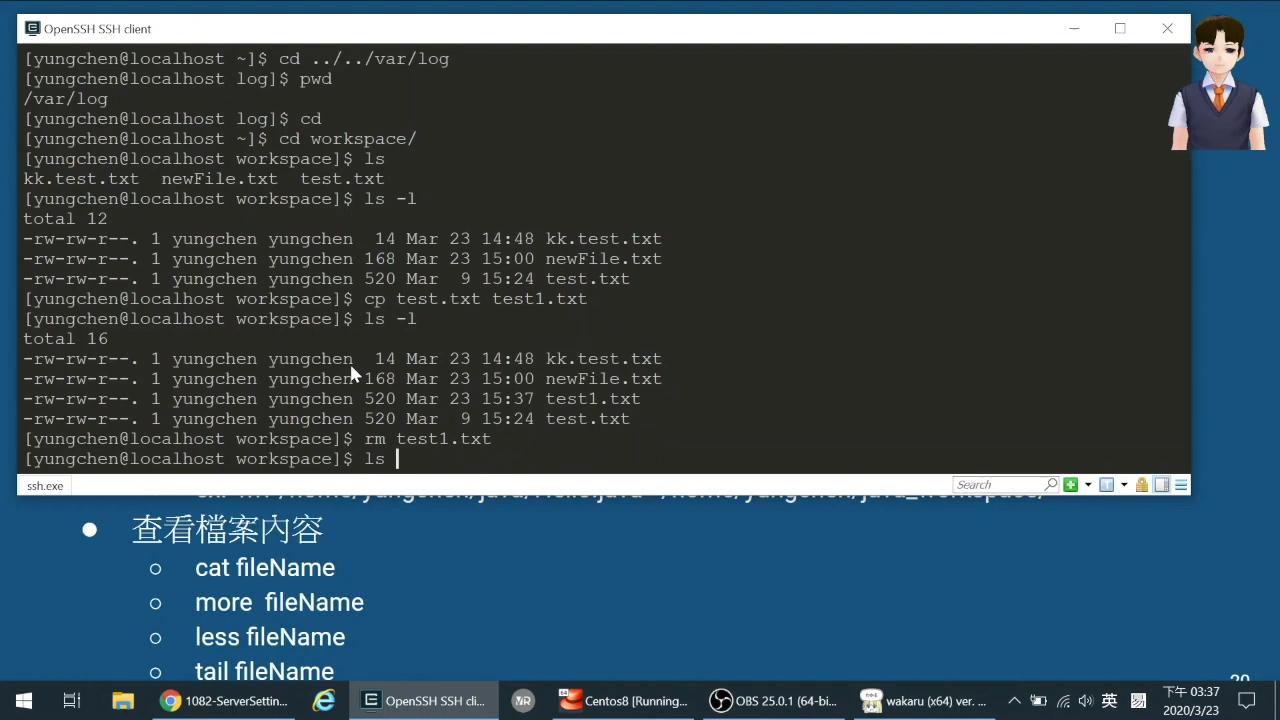 OpenSSH SSH client
[yungchen@localhost ~]$ cd ../../var/log
[yungchen@localhost log]$ pwd
/var/log
[yungchen@localhost log]$ cd
[yungchen@localhost ~]$ cd workspace/
[yungchen@localhost workspace]$ ls
kk.test.txt  newFile.txt  test.txt
[yungchen@localhost workspace]$ ls -l
total 12
-rw-rw-r--. 1 yungchen yungchen  14 Mar 23 14:48 kk.test.txt
-rw-rw-r--. 1 yungchen yungchen 168 Mar 23 15:00 newFile.txt
-rw-rw-r--. 1 yungchen yungchen 520 Mar  9 15:24 test.txt
[yungchen@localhost workspace]$ cp test.txt test1.txt
[yungchen@localhost workspace]$ ls -l
total 16
-rw-rw-r--. 1 yungchen yungchen  14 Mar 23 14:48 kk.test.txt
-rw-rw-r--. 1 yungchen yungchen 168 Mar 23 15:00 newFile.txt
-rw-rw-r--. 1 yungchen yungchen 520 Mar 23 15:37 test1.txt
-rw-rw-r--. 1 yungchen yungchen 520 Mar  9 15:24 test.txt
[yungchen@localhost workspace]$ rm test1.txt
[yungchen@localhost workspace]$ ls
ssh.exe
Search
查看檔案內容
cat fileName
more  fileName
less fileName
tail fileName
1082-ServerSettin...
OpenSSH SSH cli...
Centos8 [Running...
OBS 25.0.1 (64-bi...
wakaru (x64) ver. ...
英
下午 03:37
2020/3/23